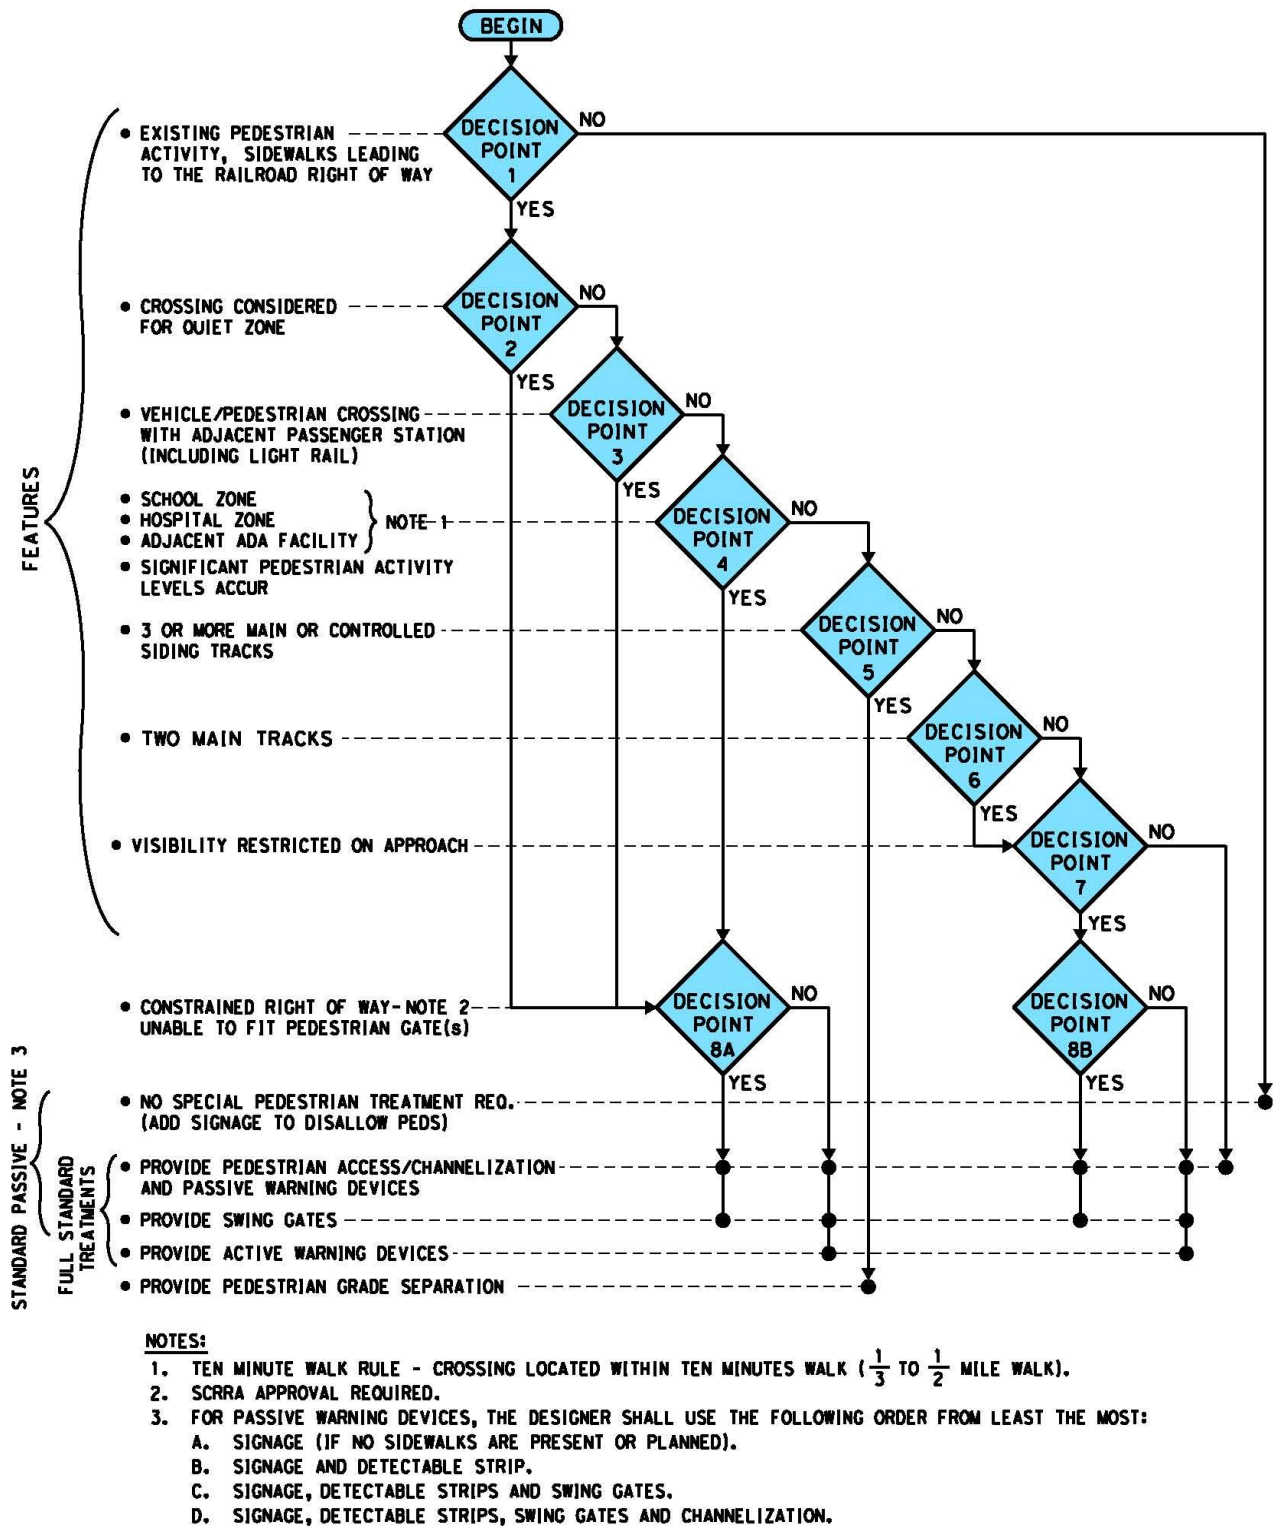 BEGIN
DECISION
POINT
1
NO
YES
• EXISTING PEDESTRIAN
ACTIVITY, SIDEWALKS LEADING
TO THE RAILROAD RIGHT OF WAY
DECISION
POINT
2
NO
YES
• CROSSING CONSIDERED
FOR QUIET ZONE
DECISION
POINT
3
NO
YES
• VEHICLE/PEDESTRIAN CROSSING
WITH ADJACENT PASSENGER STATION
(INCLUDING LIGHT RAIL)
FEATURES
• SCHOOL ZONE
• HOSPITAL ZONE
• ADJACENT ADA FACILITY
NOTE 1
• SIGNIFICANT PEDESTRIAN ACTIVITY
LEVELS ACCUR
DECISION
POINT
4
NO
YES
• 3 OR MORE MAIN OR CONTROLLED
SIDING TRACKS
DECISION
POINT
5
NO
YES
• TWO MAIN TRACKS
DECISION
POINT
6
NO
YES
• VISIBILITY RESTRICTED ON APPROACH
DECISION
POINT
7
NO
YES
• CONSTRAINED RIGHT OF WAY-NOTE 2
UNABLE TO FIT PEDESTRIAN GATE(s)
DECISION
POINT
8A
NO
YES
DECISION
POINT
8B
NO
YES
STANDARD PASSIVE - NOTE 3
FULL STANDARD
TREATMENTS
• NO SPECIAL PEDESTRIAN TREATMENT REQ.
(ADD SIGNAGE TO DISALLOW PEDS)
• PROVIDE PEDESTRIAN ACCESS/CHANNELIZATION
AND PASSIVE WARNING DEVICES
• PROVIDE SWING GATES
• PROVIDE ACTIVE WARNING DEVICES
• PROVIDE PEDESTRIAN GRADE SEPARATION
NOTES:
1. TEN MINUTE WALK RULE - CROSSING LOCATED WITHIN TEN MINUTES WALK (1/3 TO 1/2 MILE WALK).
2. SCRRA APPROVAL REQUIRED.
3. FOR PASSIVE WARNING DEVICES, THE DESIGNER SHALL USE THE FOLLOWING ORDER FROM LEAST THE MOST:
A. SIGNAGE (IF NO SIDEWALKS ARE PRESENT OR PLANNED).
B. SIGNAGE AND DETECTABLE STRIP.
C. SIGNAGE, DETECTABLE STRIPS AND SWING GATES.
D. SIGNAGE, DETECTABLE STRIPS, SWING GATES AND CHANNELIZATION.